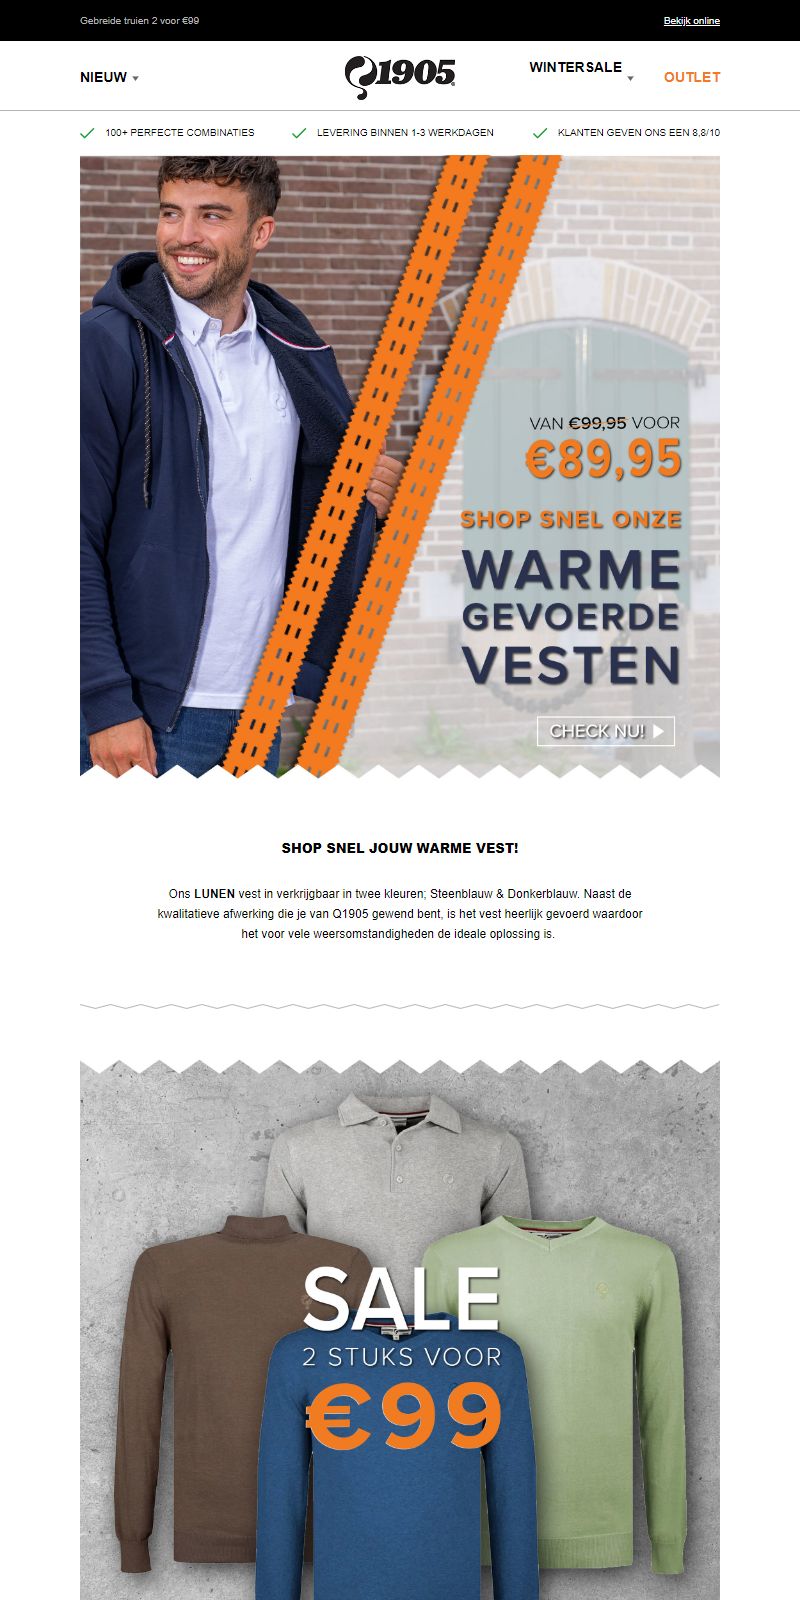 Gebreide truien 2 voor €99
Bekijk online
NIEUW
Q1905
WINTERSALE
OUTLET
100+ PERFECTE COMBINATIES
LEVERING BINNEN 1-3 WERKDAGEN
KLANTEN GEVEN ONS EEN 8,8/10
VAN €99,95 VOOR
€89,95
SHOP SNEL ONZE
WARME
GEVOERDE
VESTEN
CHECK NU!
SHOP SNEL JOUW WARME VEST!
Ons LUNEN vest in verkrijgbaar in twee kleuren; Steenblauw & Donkerblauw. Naast de
kwalitatieve afwerking die je van Q1905 gewend bent, is het vest heerlijk gevoerd waardoor
het voor vele weersomstandigheden de ideale oplossing is.
SALE
2 STUKS VOOR
€99